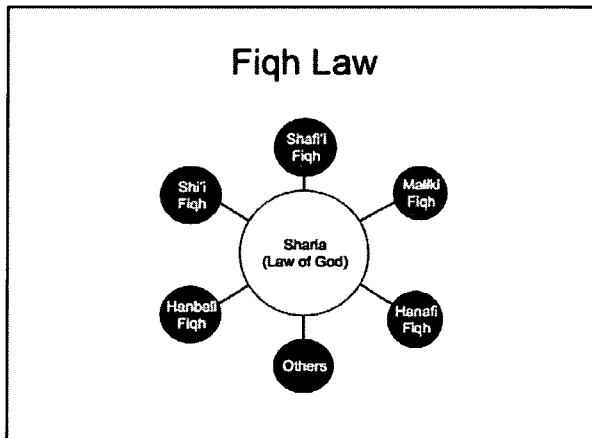 Fiqh Law
Shafi'i
Fiqh
Shi'i
Fiqh
Maliki
Fiqh
Sharia
(Law of God)
Hanbali
Fiqh
Hanafi
Fiqh
Others